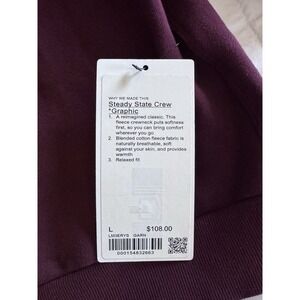 WHY WE MADE THIS
Steady State Crew
*Graphic
1. A reimagined classic. This
fleece crewneck puts softness
first, so you can bring comfort
wherever you go
2. Blended cotton fleece fabric is
naturally breathable, soft
against your skin, and provides
warmth
3. Relaxed fit
L $108.00
LM3ERYS GARN
000154832663